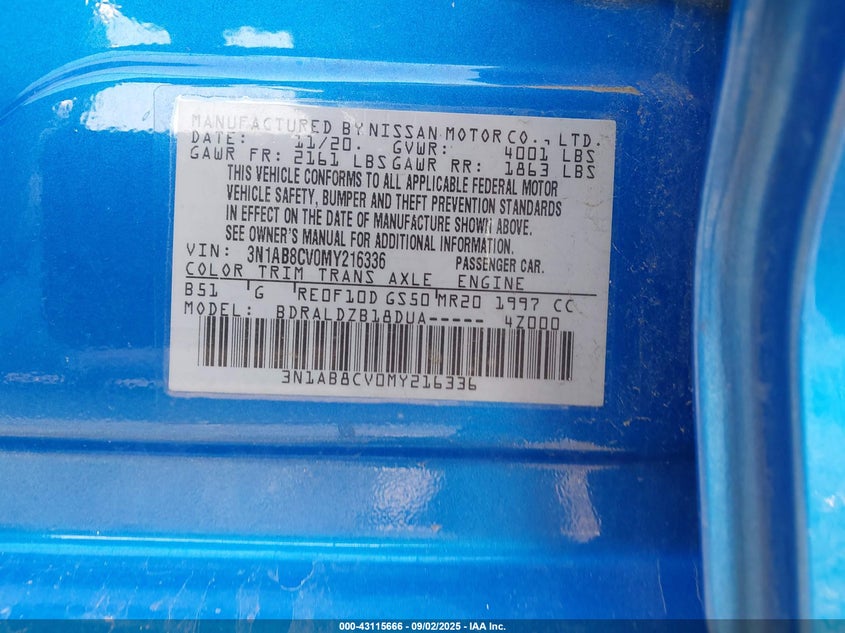 MANUFACTURED BY NISSAN MOTOR CO., LTD.
DATE: 11/20. GVWR: 4001 LBS
GAWR FR: 2161 LBS GAWR RR: 1863 LBS
THIS VEHICLE CONFORMS TO ALL APPLICABLE FEDERAL MOTOR
VEHICLE SAFETY, BUMPER AND THEFT PREVENTION STANDARDS
IN EFFECT ON THE DATE OF MANUFACTURE SHOWN ABOVE.
SEE OWNER'S MANUAL FOR ADDITIONAL INFORMATION.
VIN: 3N1AB8CV0MY216336 PASSENGER CAR.
COLOR TRIM TRANS AXLE ENGINE
B51 G RE0F10D GS50 MR20 1997 CC
MODEL: BDRALDZB18DUA----- 4Z000
3N1AB8CV0MY216336
000-43115666 - 09/02/2025 - IAA Inc.